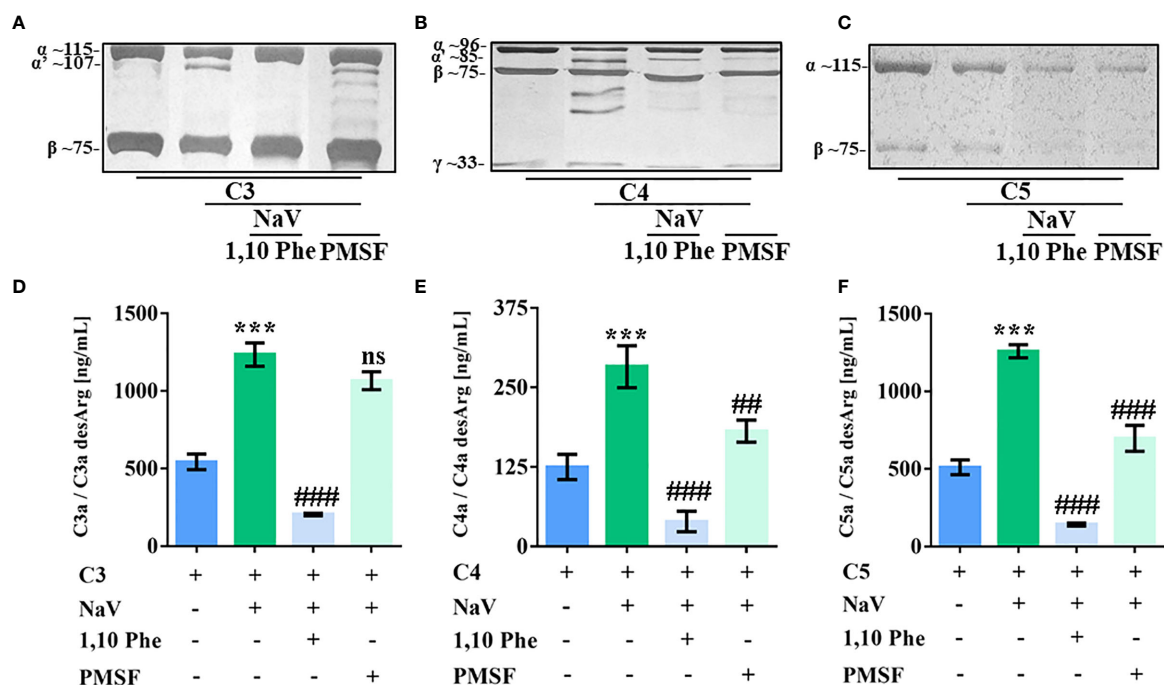 A
α ~115-
α' ~107-
β ~75-
C3
NaV
1,10 Phe PMSF
B
α ~96-
α' ~85-
β ~75-
γ ~33-
C4
NaV
1,10 Phe PMSF
C
α ~115-
β ~75-
C5
NaV
1,10 Phe PMSF
D
C3a / C3a desArg [ng/mL]
1500
1000
500
0
***
###
ns
C3 + + + +
NaV - + + +
1,10 Phe - - + -
PMSF - - - +
E
C4a / C4a desArg [ng/mL]
375
250
125
0
***
###
##
C4 + + + +
NaV - + + +
1,10 Phe - - + -
PMSF - - - +
F
C5a / C5a desArg [ng/mL]
1500
1000
500
0
***
###
###
C5 + + + +
NaV - + + +
1,10 Phe - - + -
PMSF - - - +